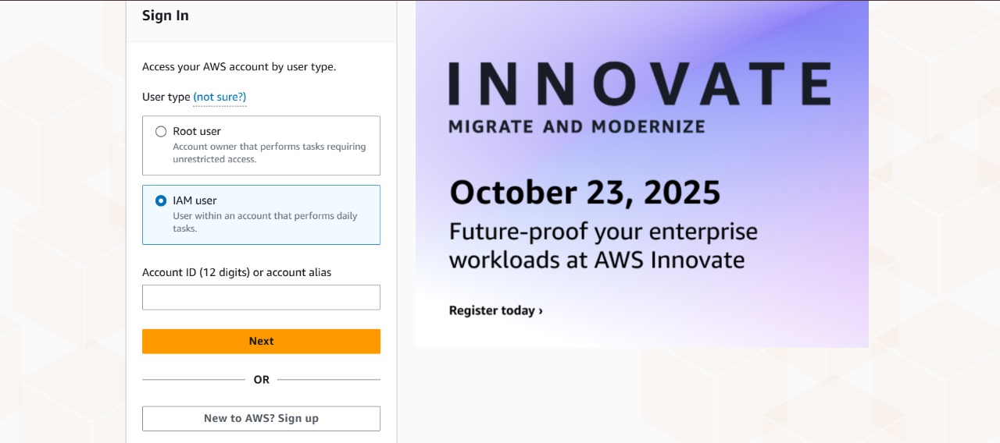 Sign In
Access your AWS account by user type.
User type (not sure?)
Root user
Account owner that performs tasks requiring
unrestricted access.
IAM user
User within an account that performs daily
tasks.
Account ID (12 digits) or account alias
Next
OR
New to AWS? Sign up
INNOVATE
MIGRATE AND MODERNIZE
October 23, 2025
Future-proof your enterprise
workloads at AWS Innovate
Register today ›